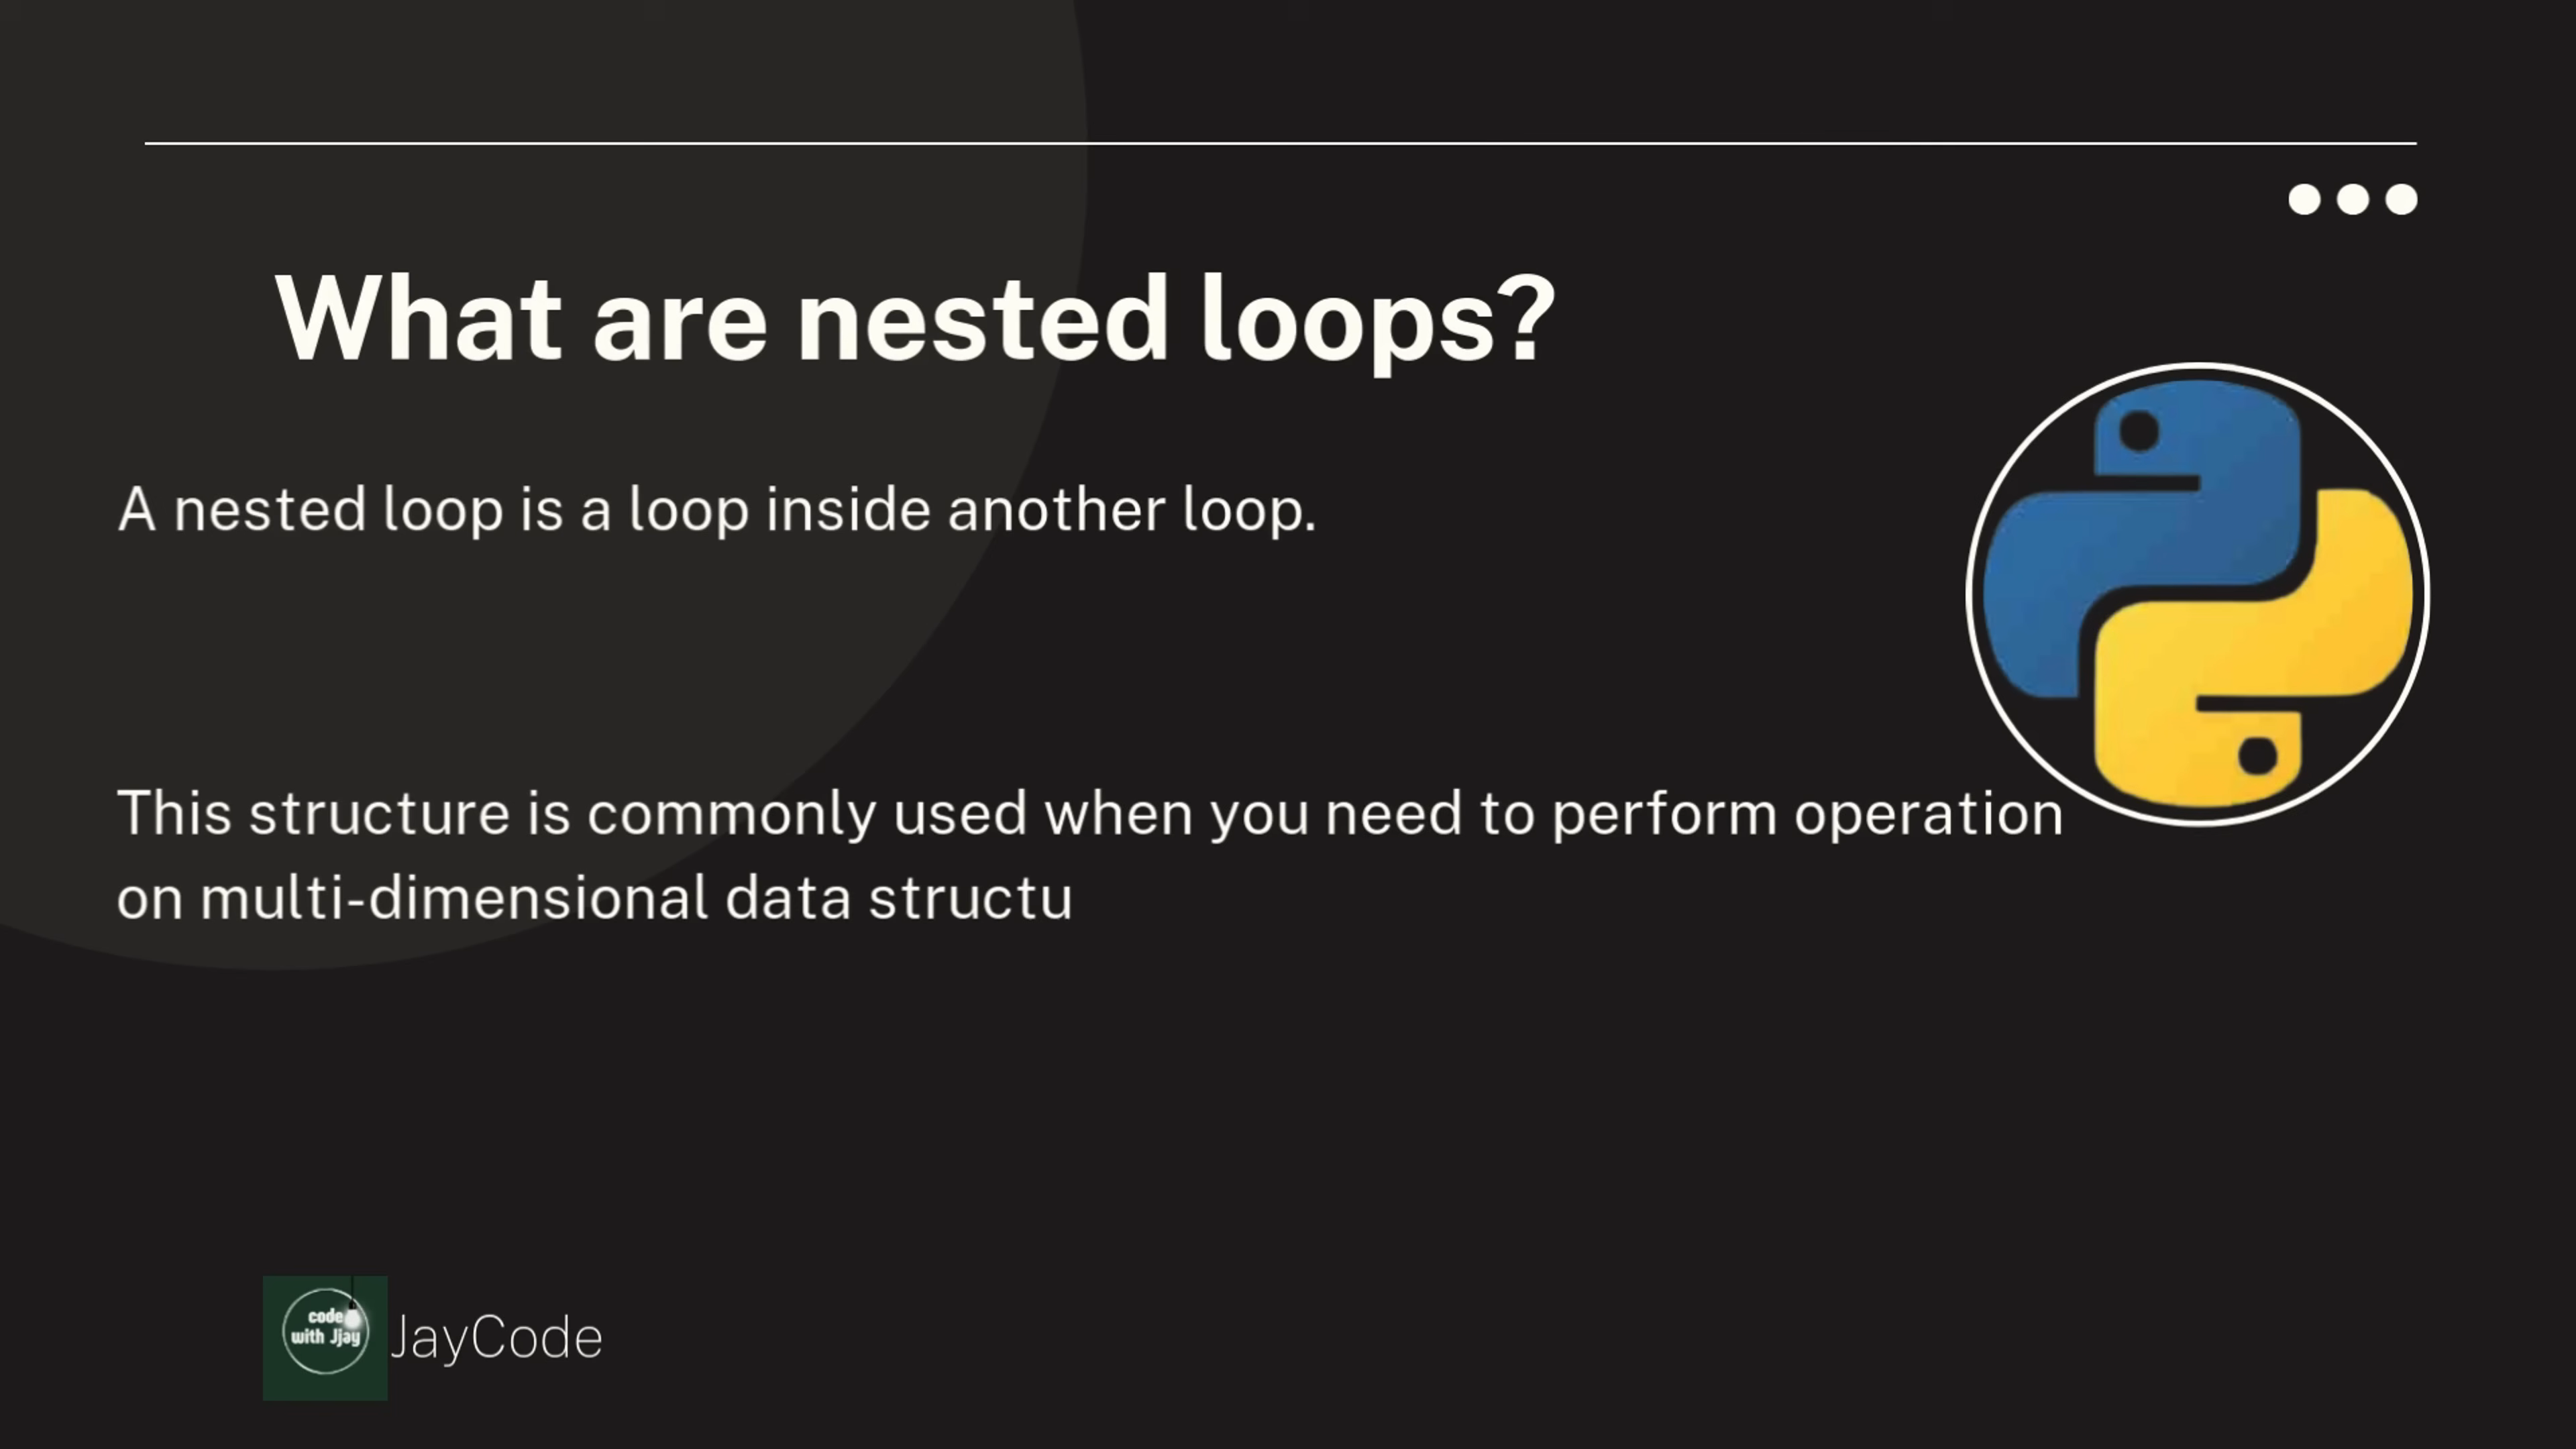 What are nested loops?
A nested loop is a loop inside another loop.
This structure is commonly used when you need to perform operation
on multi-dimensional data structu
code
with Jjay
JayCode